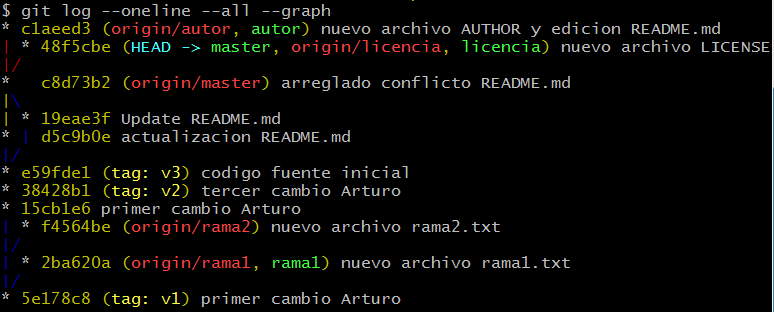 $ git log --oneline --all --graph
* c1aeed3 (origin/autor, autor) nuevo archivo AUTHOR y edicion README.md
| * 48f5cbe (HEAD -> master, origin/licencia, licencia) nuevo archivo LICENSE
|/
*   c8d73b2 (origin/master) arreglado conflicto README.md
|\
| * 19eae3f Update README.md
* | d5c9b0e actualizacion README.md
|/
* e59fde1 (tag: v3) codigo fuente inicial
* 38428b1 (tag: v2) tercer cambio Arturo
* 15cb1e6 primer cambio Arturo
| * f4564be (origin/rama2) nuevo archivo rama2.txt
|/
| * 2ba620a (origin/rama1, rama1) nuevo archivo rama1.txt
|/
* 5e178c8 (tag: v1) primer cambio Arturo